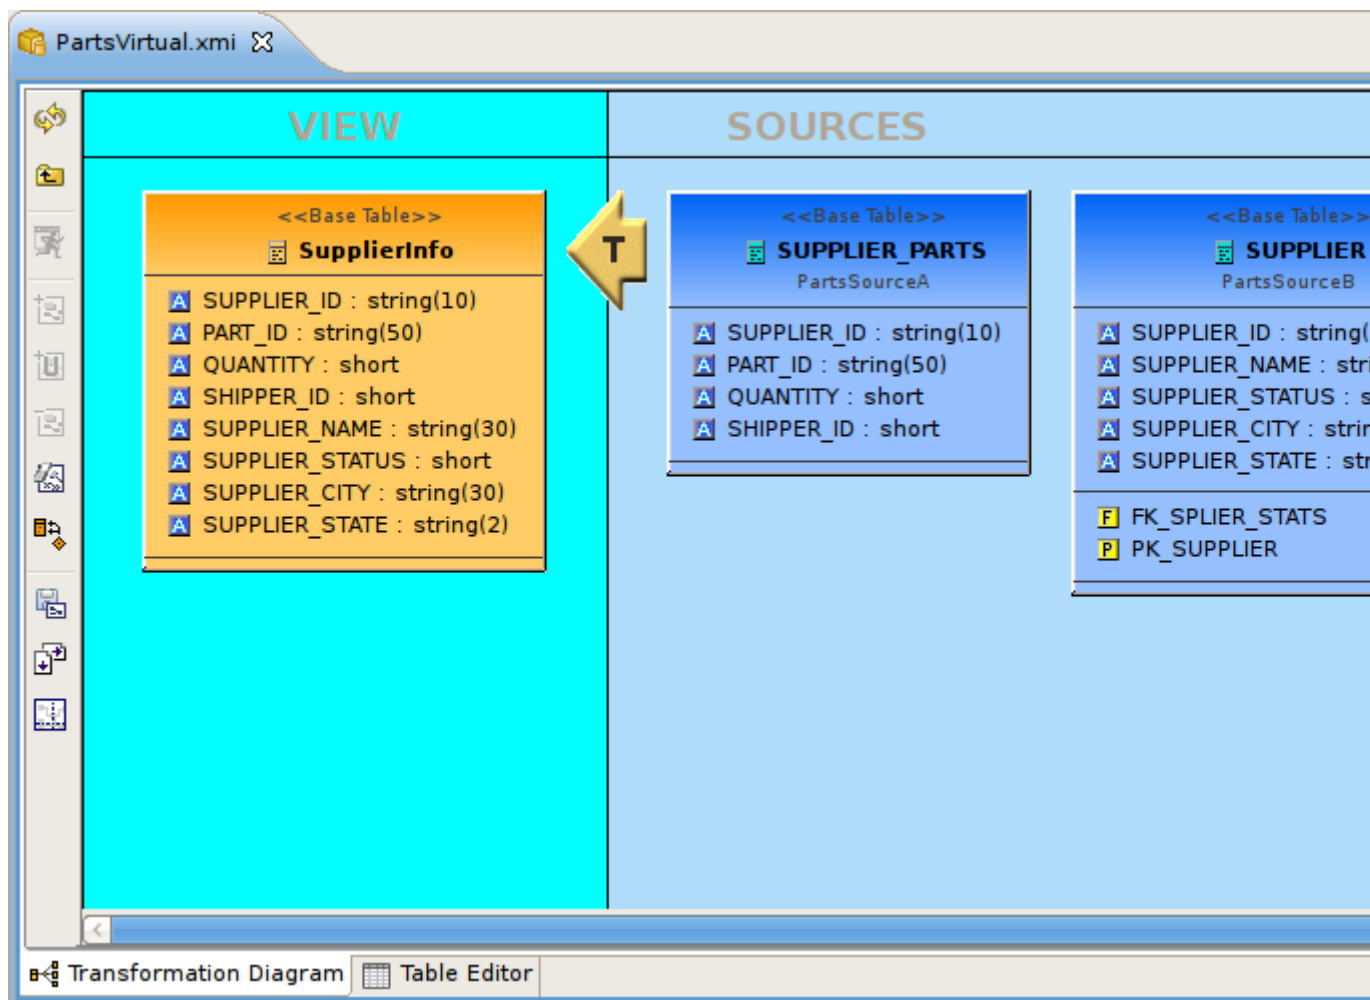 PartsVirtual.xmi
VIEW
SOURCES
<<Base Table>>
SupplierInfo
SUPPLIER_ID : string(10)
PART_ID : string(50)
QUANTITY : short
SHIPPER_ID : short
SUPPLIER_NAME : string(30)
SUPPLIER_STATUS : short
SUPPLIER_CITY : string(30)
SUPPLIER_STATE : string(2)
T
<<Base Table>>
SUPPLIER_PARTS
PartsSourceA
SUPPLIER_ID : string(10)
PART_ID : string(50)
QUANTITY : short
SHIPPER_ID : short
<<Base Table>>
SUPPLIER
PartsSourceB
SUPPLIER_ID : string(
SUPPLIER_NAME : stri
SUPPLIER_STATUS : s
SUPPLIER_CITY : strin
SUPPLIER_STATE : str
F FK_SPLIER_STATS
P PK_SUPPLIER
Transformation Diagram
Table Editor